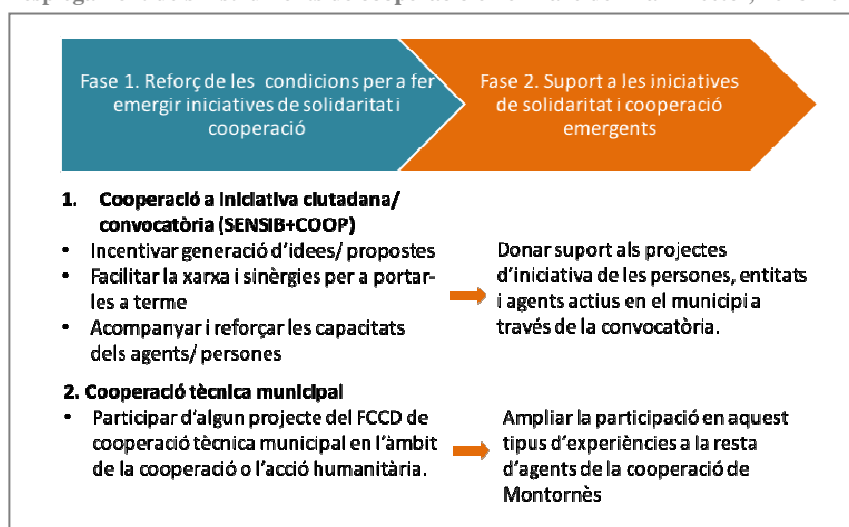 Fase 1. Reforç de les condicions per a fer
emergir iniciatives de solidaritat i
cooperació
Fase 2. Suport a les iniciatives
de solidaritat i cooperació
emergents
1. Cooperació a iniciativa ciutadana/
convocatòria (SENSIB+COOP)
• Incentivar generació d'idees/ propostes
• Facilitar la xarxa i sinèrgies per a portar-
les a terme
• Acompanyar i reforçar les capacitats
dels agents/ persones
Donar suport als projectes
d'iniciativa de les persones, entitats
i agents actius en el municipi a
través de la convocatòria.
2. Cooperació tècnica municipal
• Participar d'algun projecte del FCCD de
cooperació tècnica municipal en l'àmbit
de la cooperació o l'acció humanitària.
Ampliar la participació en aquest
tipus d'experiències a la resta
d'agents de la cooperació de
Montornès